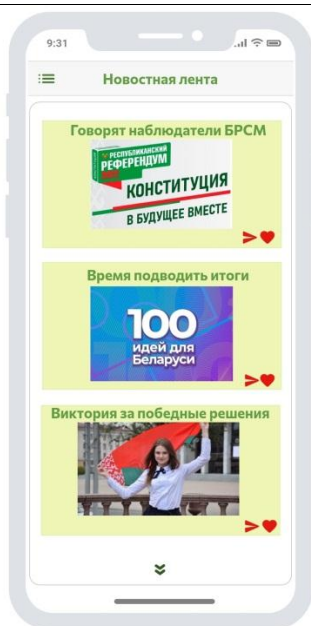 9:31
Новостная лента
Говорят наблюдатели БРСМ
РЕСПУБЛИКАНСКИЙ
РЕФЕРЕНДУМ
КОНСТИТУЦИЯ
В БУДУЩЕЕ ВМЕСТЕ
Время подводить итоги
100
идей для
Беларуси
Виктория за победные решения